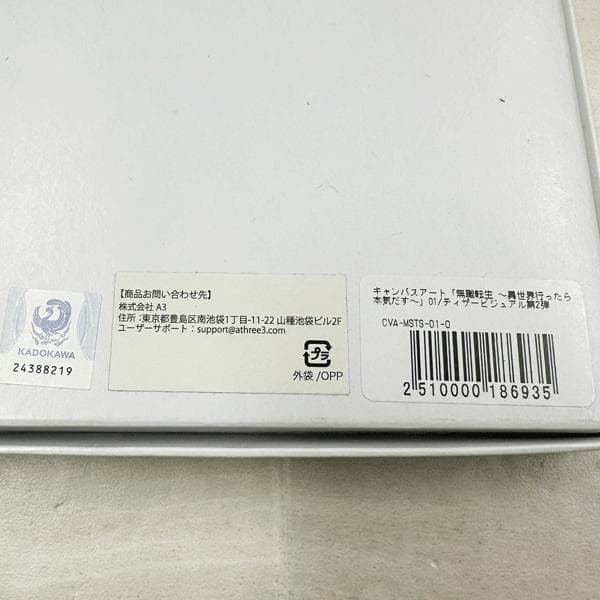 KADOKAWA
24388219
【商品お問い合わせ先】
株式会社 A3
住所：東京都豊島区南池袋1丁目-11-22 山種池袋ビル2F
ユーザーサポート：support@athree3.com
プラ
外袋 /OPP
キャンバスアート「無職転生 ～異世界行ったら
本気だす～」01/ティザービジュアル第2弾
CVA-MSTS-01-0
2 510000 186935